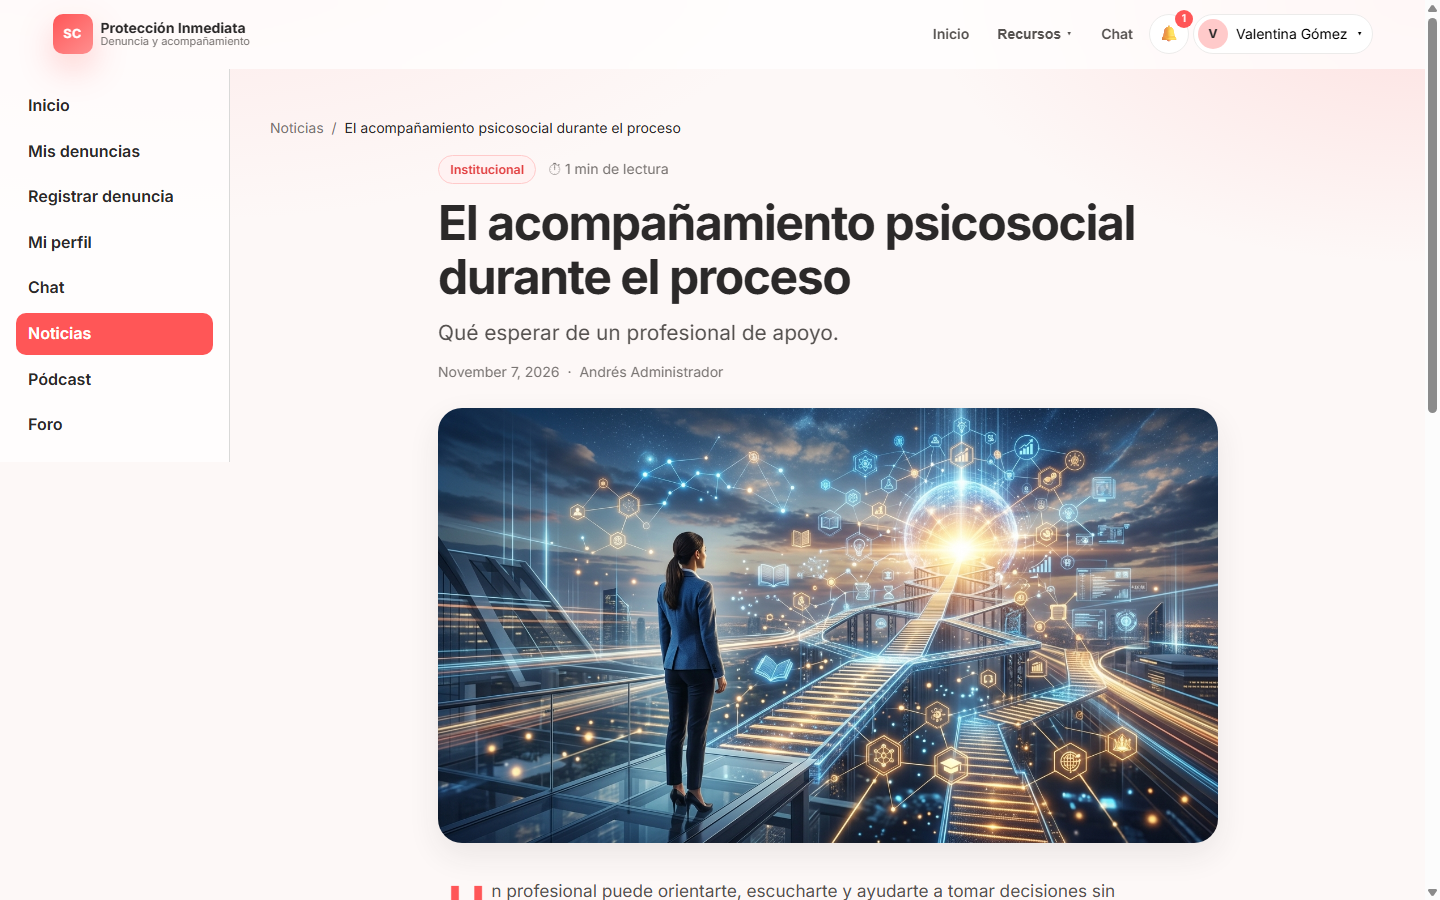 SC
Protección Inmediata
Denuncia y acompañamiento
Inicio
Recursos
Chat
1
V
Valentina Gómez
Inicio
Mis denuncias
Registrar denuncia
Mi perfil
Chat
Noticias
Pódcast
Foro
Noticias / El acompañamiento psicosocial durante el proceso
Institucional
1 min de lectura
El acompañamiento psicosocial
durante el proceso
Qué esperar de un profesional de apoyo.
November 7, 2026 · Andrés Administrador
n profesional puede orientarte, escucharte y ayudarte a tomar decisiones sin